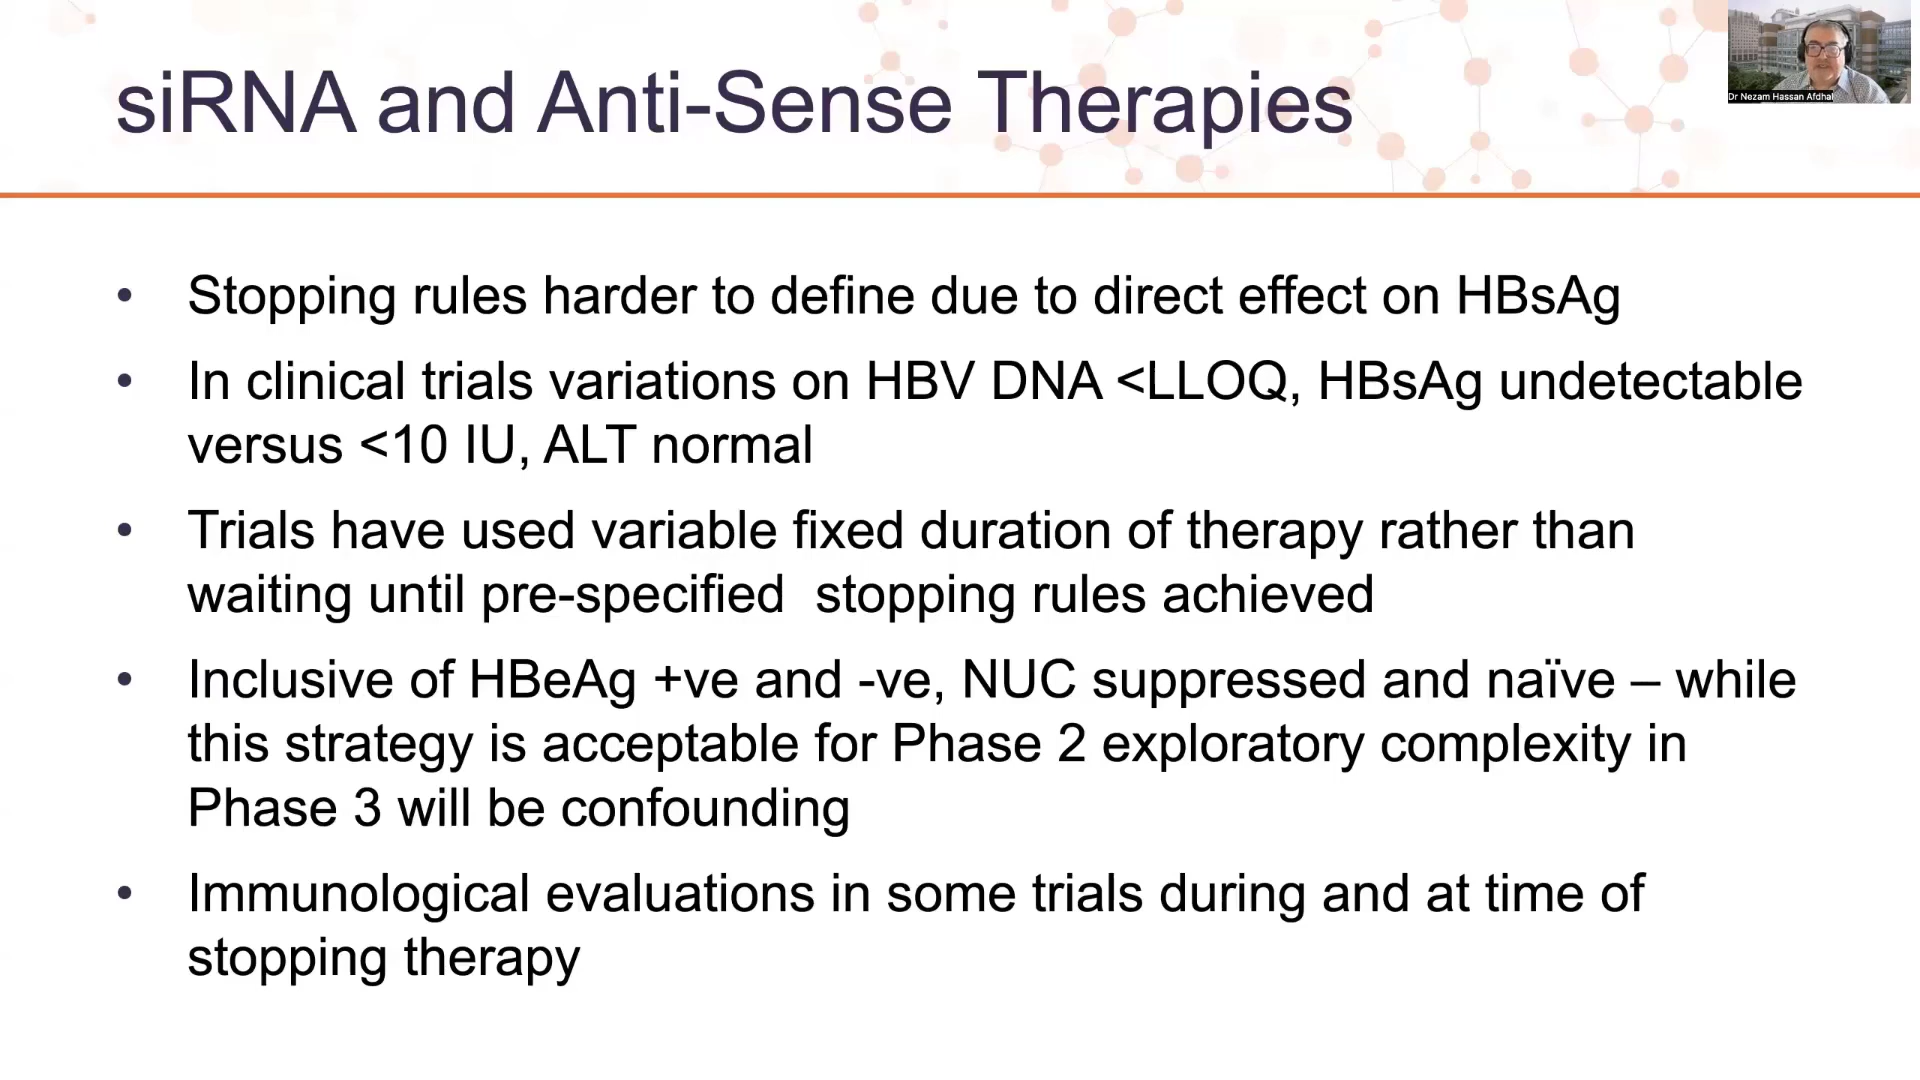 siRNA and Anti-Sense Therapies
Dr Nezam Hassan Afdhal
• Stopping rules harder to define due to direct effect on HBsAg
• In clinical trials variations on HBV DNA <LLOQ, HBsAg undetectable
versus <10 IU, ALT normal
• Trials have used variable fixed duration of therapy rather than
waiting until pre-specified  stopping rules achieved
• Inclusive of HBeAg +ve and -ve, NUC suppressed and naïve – while
this strategy is acceptable for Phase 2 exploratory complexity in
Phase 3 will be confounding
• Immunological evaluations in some trials during and at time of
stopping therapy